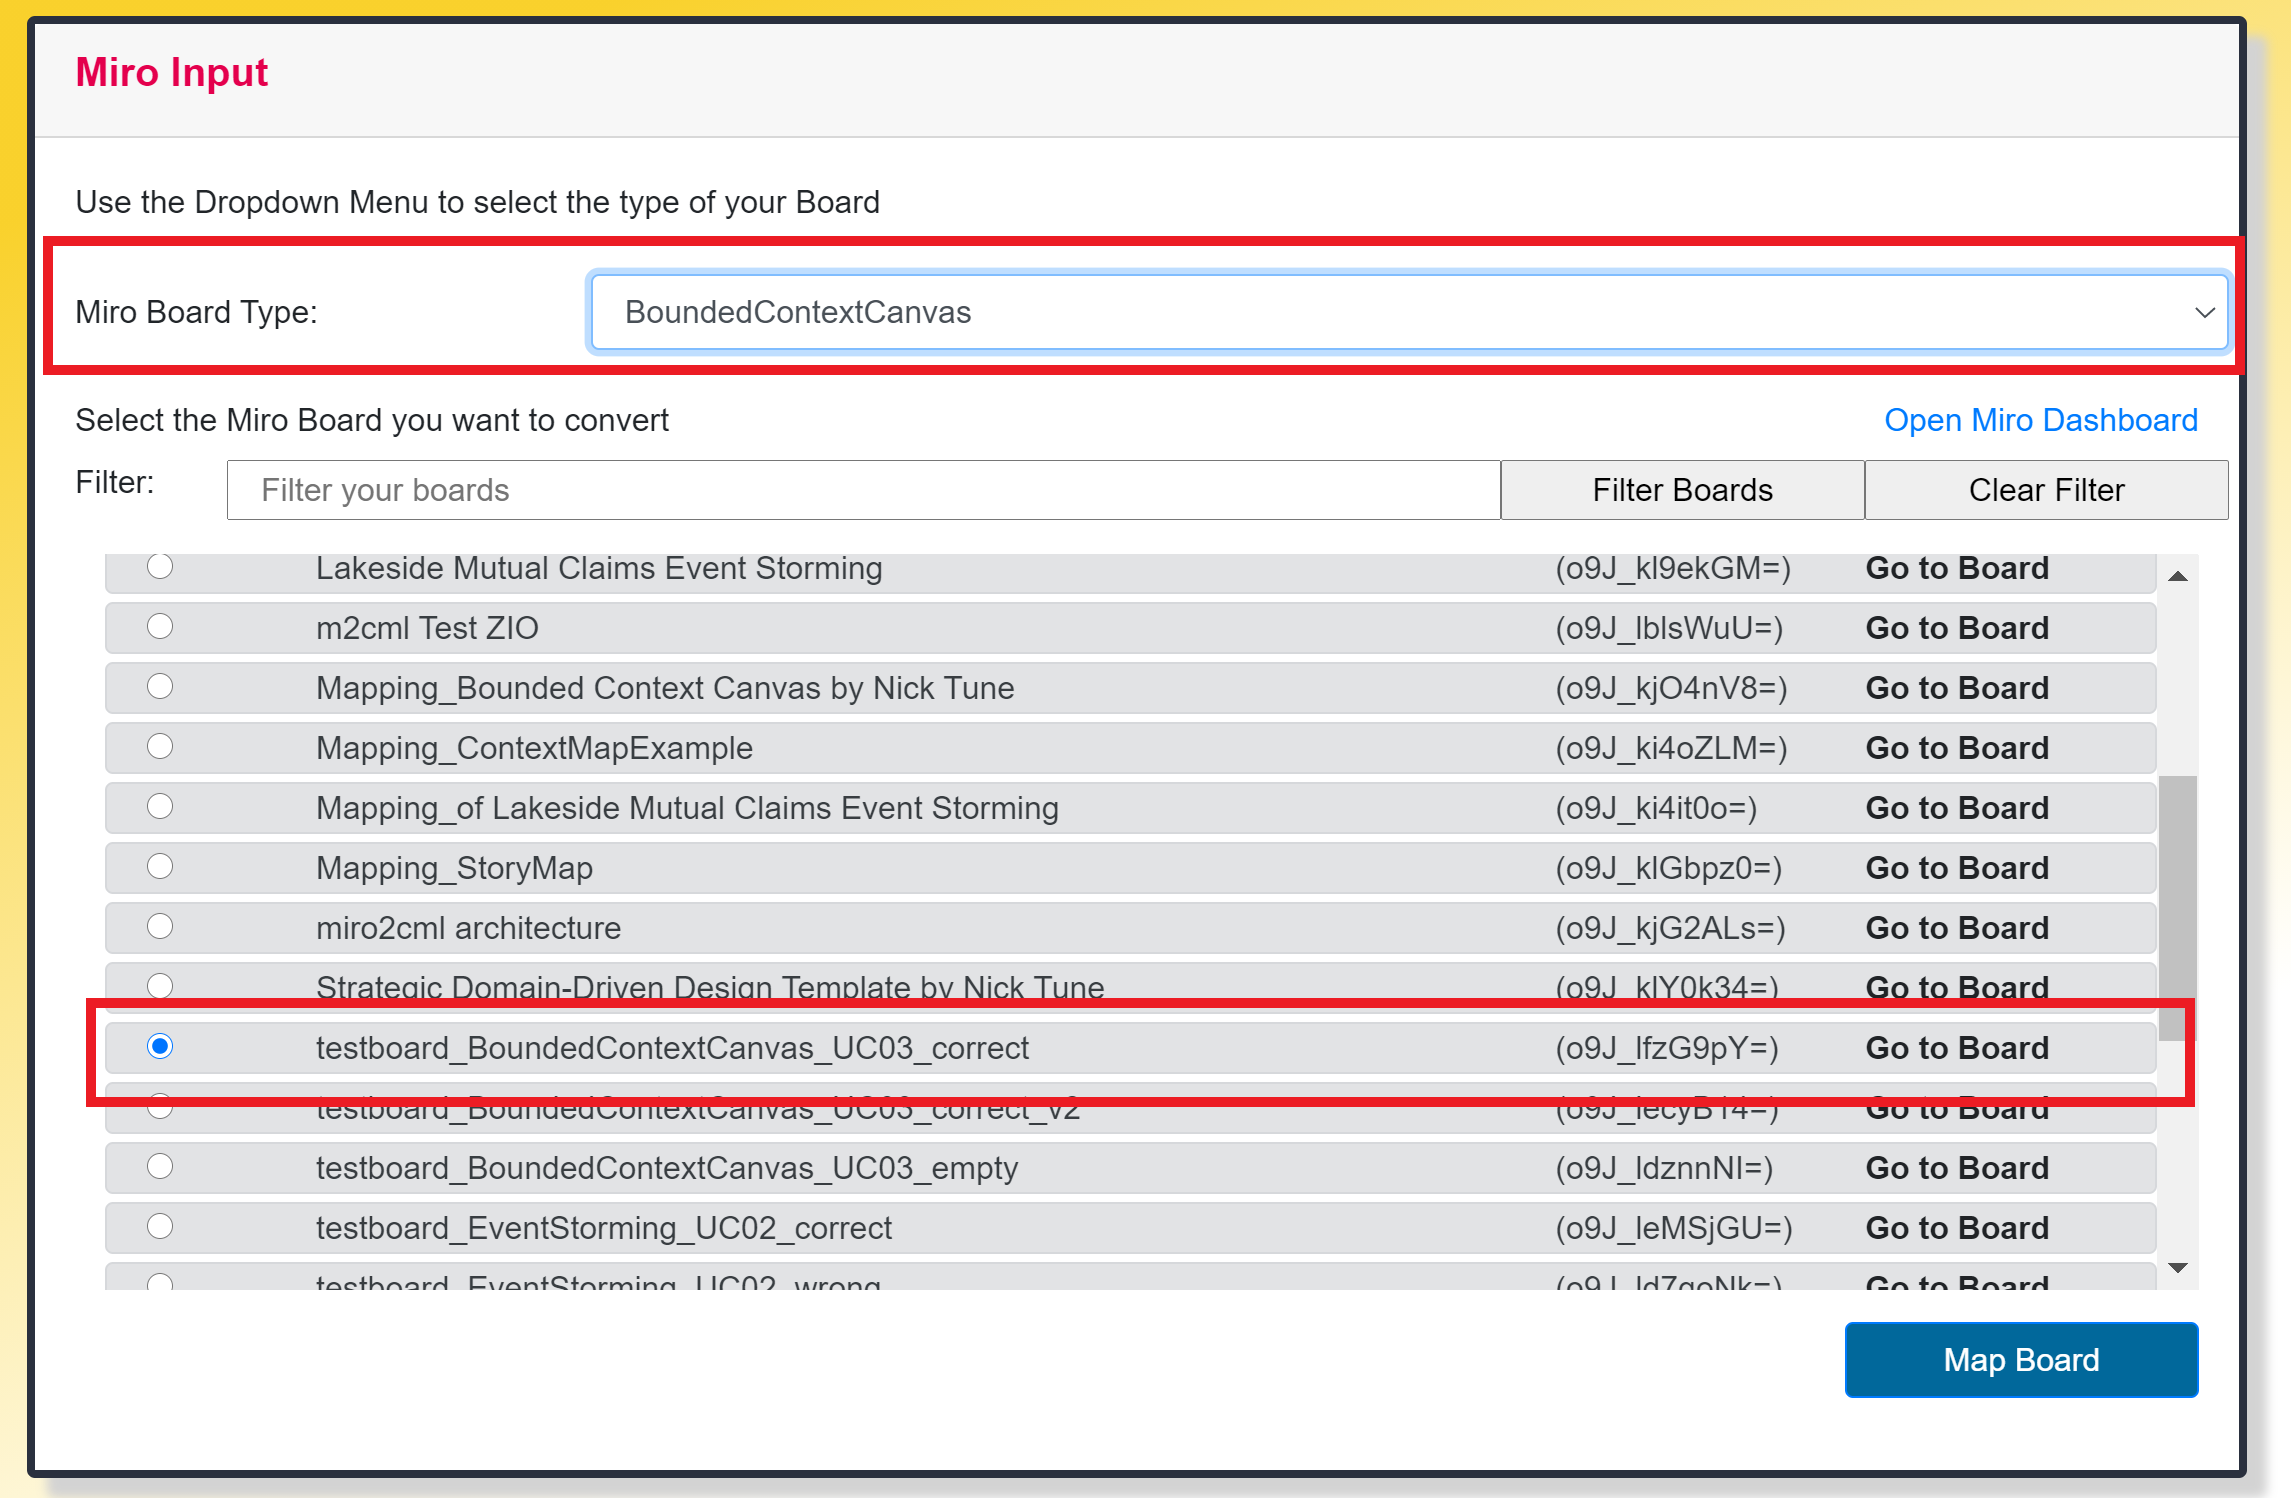 Miro Input
Use the Dropdown Menu to select the type of your Board
Miro Board Type: BoundedContextCanvas
Select the Miro Board you want to convert Open Miro Dashboard
Filter: Filter your boards Filter Boards Clear Filter
Lakeside Mutual Claims Event Storming (o9J_kl9ekGM=) Go to Board
m2cml Test ZIO (o9J_lblsWuU=) Go to Board
Mapping_Bounded Context Canvas by Nick Tune (o9J_kjO4nV8=) Go to Board
Mapping_ContextMapExample (o9J_ki4oZLM=) Go to Board
Mapping_of Lakeside Mutual Claims Event Storming (o9J_ki4it0o=) Go to Board
Mapping_StoryMap (o9J_klGbpz0=) Go to Board
miro2cml architecture (o9J_kjG2ALs=) Go to Board
Strategic Domain-Driven Design Template by Nick Tune (o9J_klY0k34=) Go to Board
testboard_BoundedContextCanvas_UC03_correct (o9J_lfzG9pY=) Go to Board
testboard_BoundedContextCanvas_UC03_correct_v2 (o9J_lecyB14=) Go to Board
testboard_BoundedContextCanvas_UC03_empty (o9J_ldznnNI=) Go to Board
testboard_EventStorming_UC02_correct (o9J_leMSjGU=) Go to Board
testboard_EventStorming_UC02_wrong Go to Board
Map Board